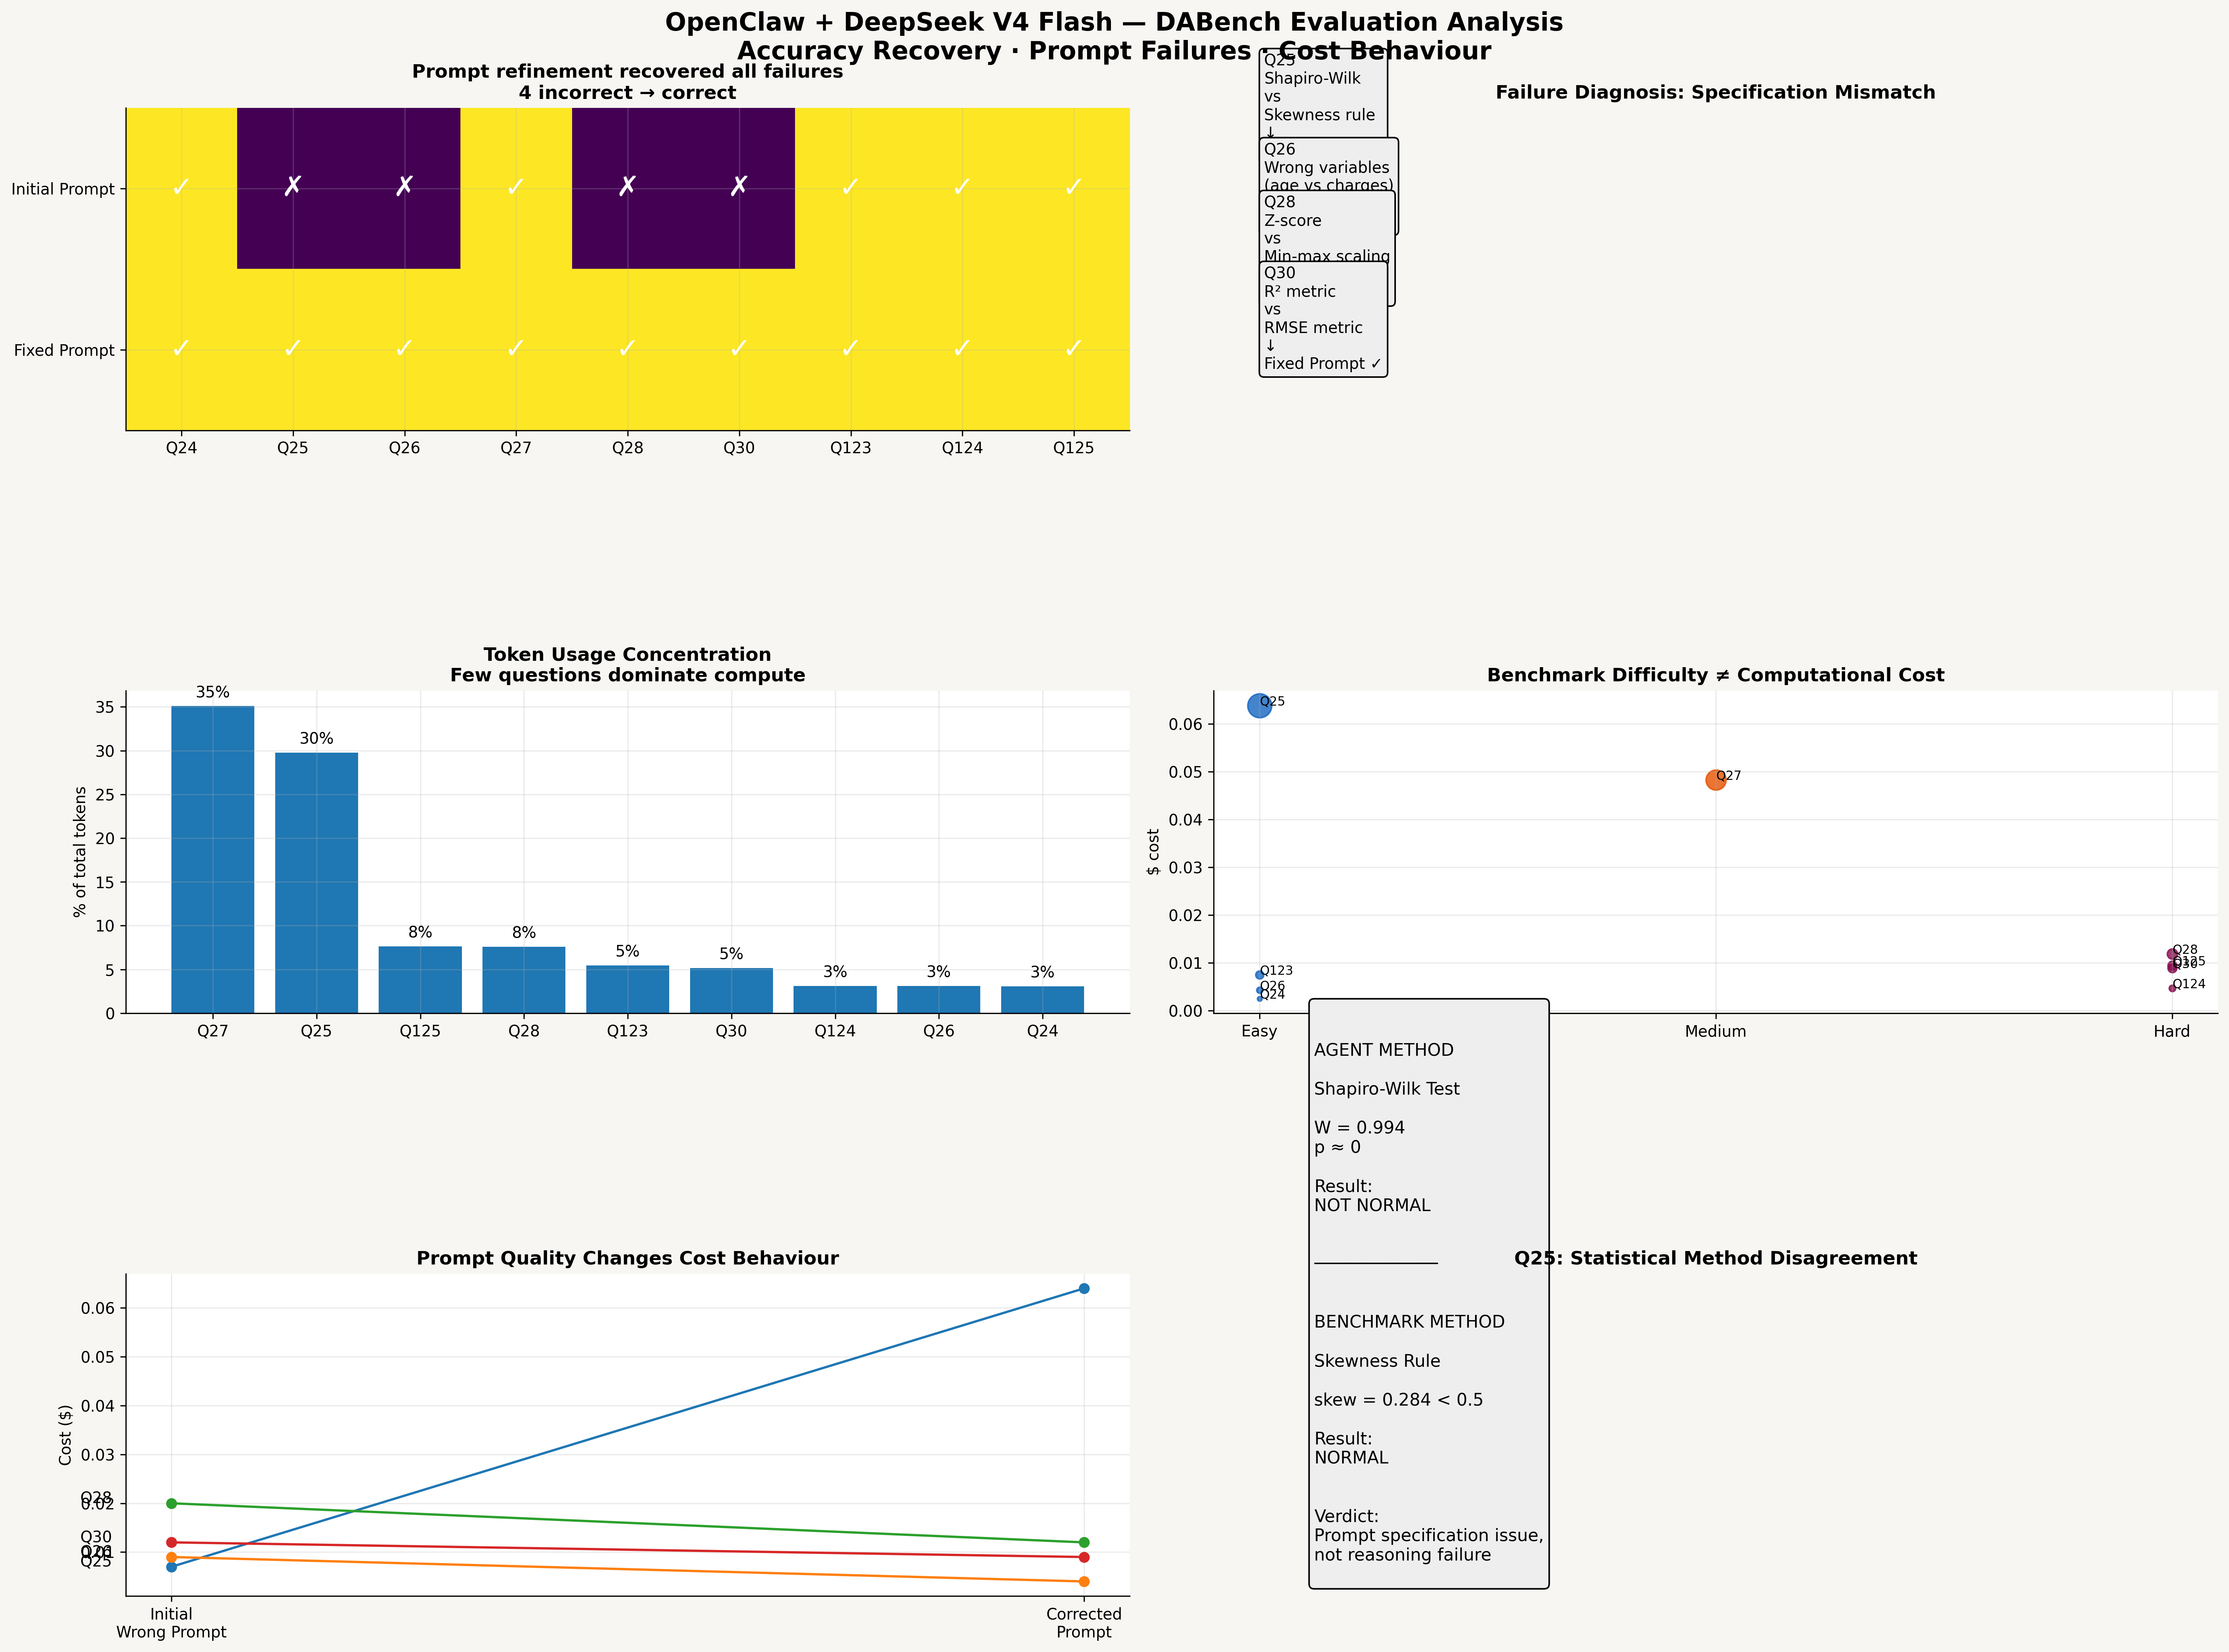 OpenClaw + DeepSeek V4 Flash — DABench Evaluation Analysis
Accuracy Recovery · Prompt Failures · Cost Behaviour
Prompt refinement recovered all failures
4 incorrect → correct
Initial Prompt
✓ ✗ ✗ ✓ ✗ ✗ ✓ ✓ ✓
Fixed Prompt
✓ ✓ ✓ ✓ ✓ ✓ ✓ ✓ ✓
Q24 Q25 Q26 Q27 Q28 Q30 Q123 Q124 Q125
Failure Diagnosis: Specification Mismatch
Q25
Shapiro-Wilk
vs
Skewness rule
↓
Q26
Wrong variables
(age vs charges)
Q28
Z-score
vs
Min-max scaling
Q30
R² metric
vs
RMSE metric
↓
Fixed Prompt ✓
Token Usage Concentration
Few questions dominate compute
% of total tokens
35
30
25
20
15
10
5
0
35% 30% 8% 8% 5% 5% 3% 3% 3%
Q27 Q25 Q125 Q28 Q123 Q30 Q124 Q26 Q24
Benchmark Difficulty ≠ Computational Cost
$ cost
0.06
0.05
0.04
0.03
0.02
0.01
0.00
Q25
Q27
Q123
Q26
Q24
Q28
Q125
Q30
Q124
Easy Medium Hard
Prompt Quality Changes Cost Behaviour
Cost ($)
0.06
0.05
0.04
0.03
0.02
Q28
Q30
Q25
Initial
Wrong Prompt
Corrected
Prompt
Q25: Statistical Method Disagreement
AGENT METHOD
Shapiro-Wilk Test
W = 0.994
p ≈ 0
Result:
NOT NORMAL
BENCHMARK METHOD
Skewness Rule
skew = 0.284 < 0.5
Result:
NORMAL
Verdict:
Prompt specification issue,
not reasoning failure